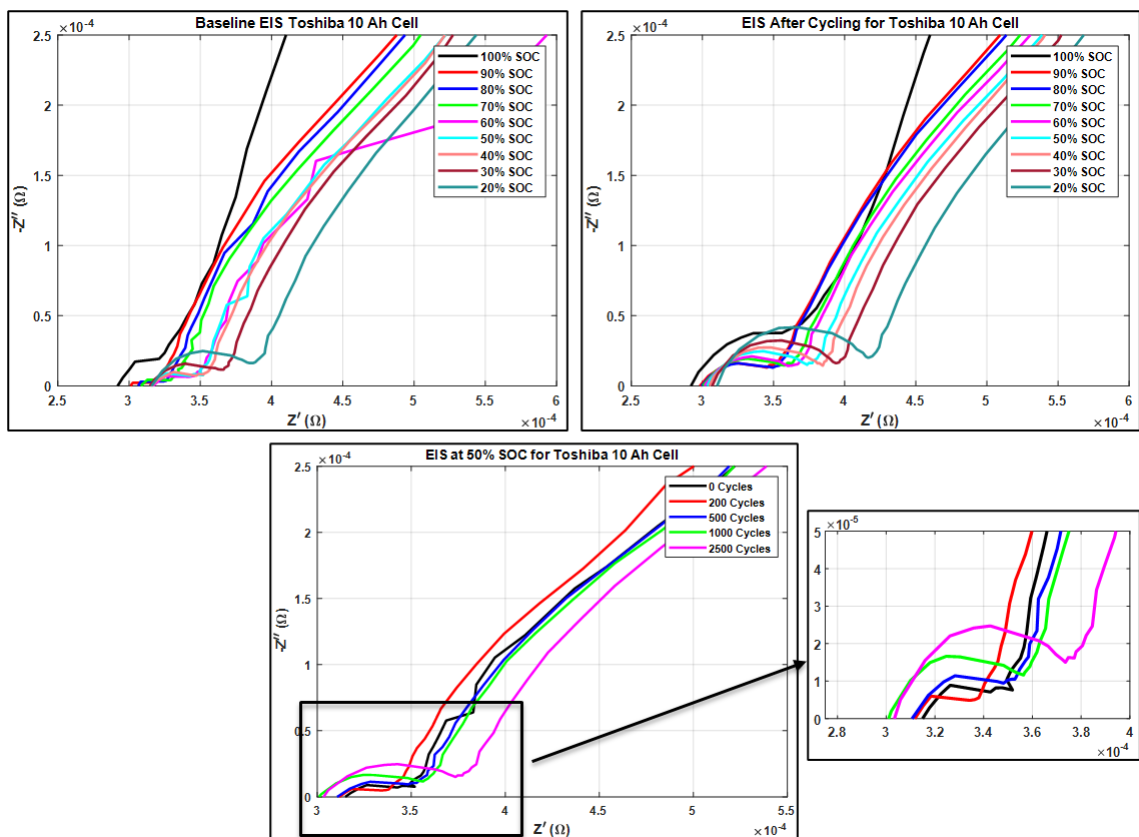 Baseline EIS Toshiba 10 Ah Cell
×10⁻⁴
2.5
2
1.5
1
0.5
0
-Z'' (Ω)
100% SOC
90% SOC
80% SOC
70% SOC
60% SOC
50% SOC
40% SOC
30% SOC
20% SOC
2.5 3 3.5 4 4.5 5 5.5 6
Z' (Ω)
×10⁻⁴
EIS After Cycling for Toshiba 10 Ah Cell
×10⁻⁴
2.5
2
1.5
1
0.5
0
-Z'' (Ω)
100% SOC
90% SOC
80% SOC
70% SOC
60% SOC
50% SOC
40% SOC
30% SOC
20% SOC
2.5 3 3.5 4 4.5 5 5.5 6
Z' (Ω)
×10⁻⁴
EIS at 50% SOC for Toshiba 10 Ah Cell
×10⁻⁴
2.5
2
1.5
1
0.5
0
-Z'' (Ω)
0 Cycles
200 Cycles
500 Cycles
1000 Cycles
2500 Cycles
3 3.5 4 4.5 5 5.5
Z' (Ω)
×10⁻⁴
×10⁻⁵
5
4
3
2
1
0
2.8 3 3.2 3.4 3.6 3.8 4
×10⁻⁴